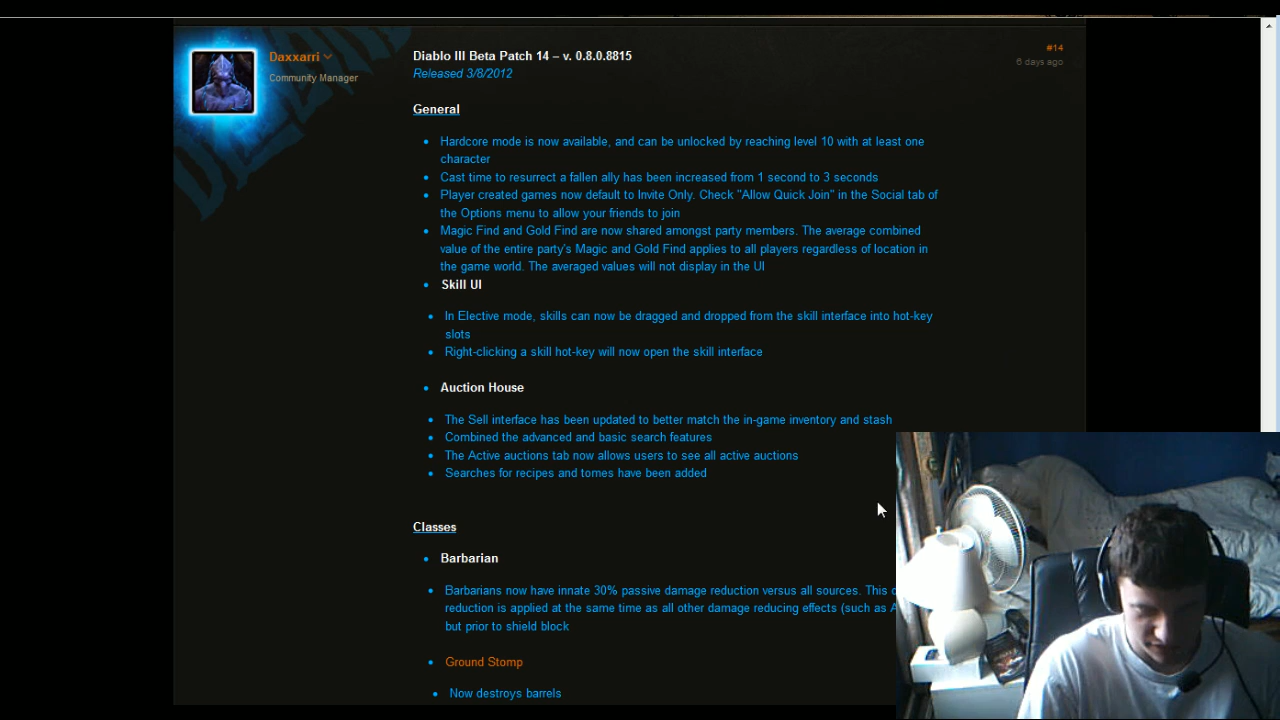 Daxxarri
Community Manager
#14
6 days ago
Diablo III Beta Patch 14 – v. 0.8.0.8815
Released 3/8/2012
General
Hardcore mode is now available, and can be unlocked by reaching level 10 with at least one
character
Cast time to resurrect a fallen ally has been increased from 1 second to 3 seconds
Player created games now default to Invite Only. Check "Allow Quick Join" in the Social tab of
the Options menu to allow your friends to join
Magic Find and Gold Find are now shared amongst party members. The average combined
value of the entire party's Magic and Gold Find applies to all players regardless of location in
the game world. The averaged values will not display in the UI
Skill UI
In Elective mode, skills can now be dragged and dropped from the skill interface into hot-key
slots
Right-clicking a skill hot-key will now open the skill interface
Auction House
The Sell interface has been updated to better match the in-game inventory and stash
Combined the advanced and basic search features
The Active auctions tab now allows users to see all active auctions
Searches for recipes and tomes have been added
Classes
Barbarian
Barbarians now have innate 30% passive damage reduction versus all sources. This
reduction is applied at the same time as all other damage reducing effects (such as
but prior to shield block
Ground Stomp
Now destroys barrels